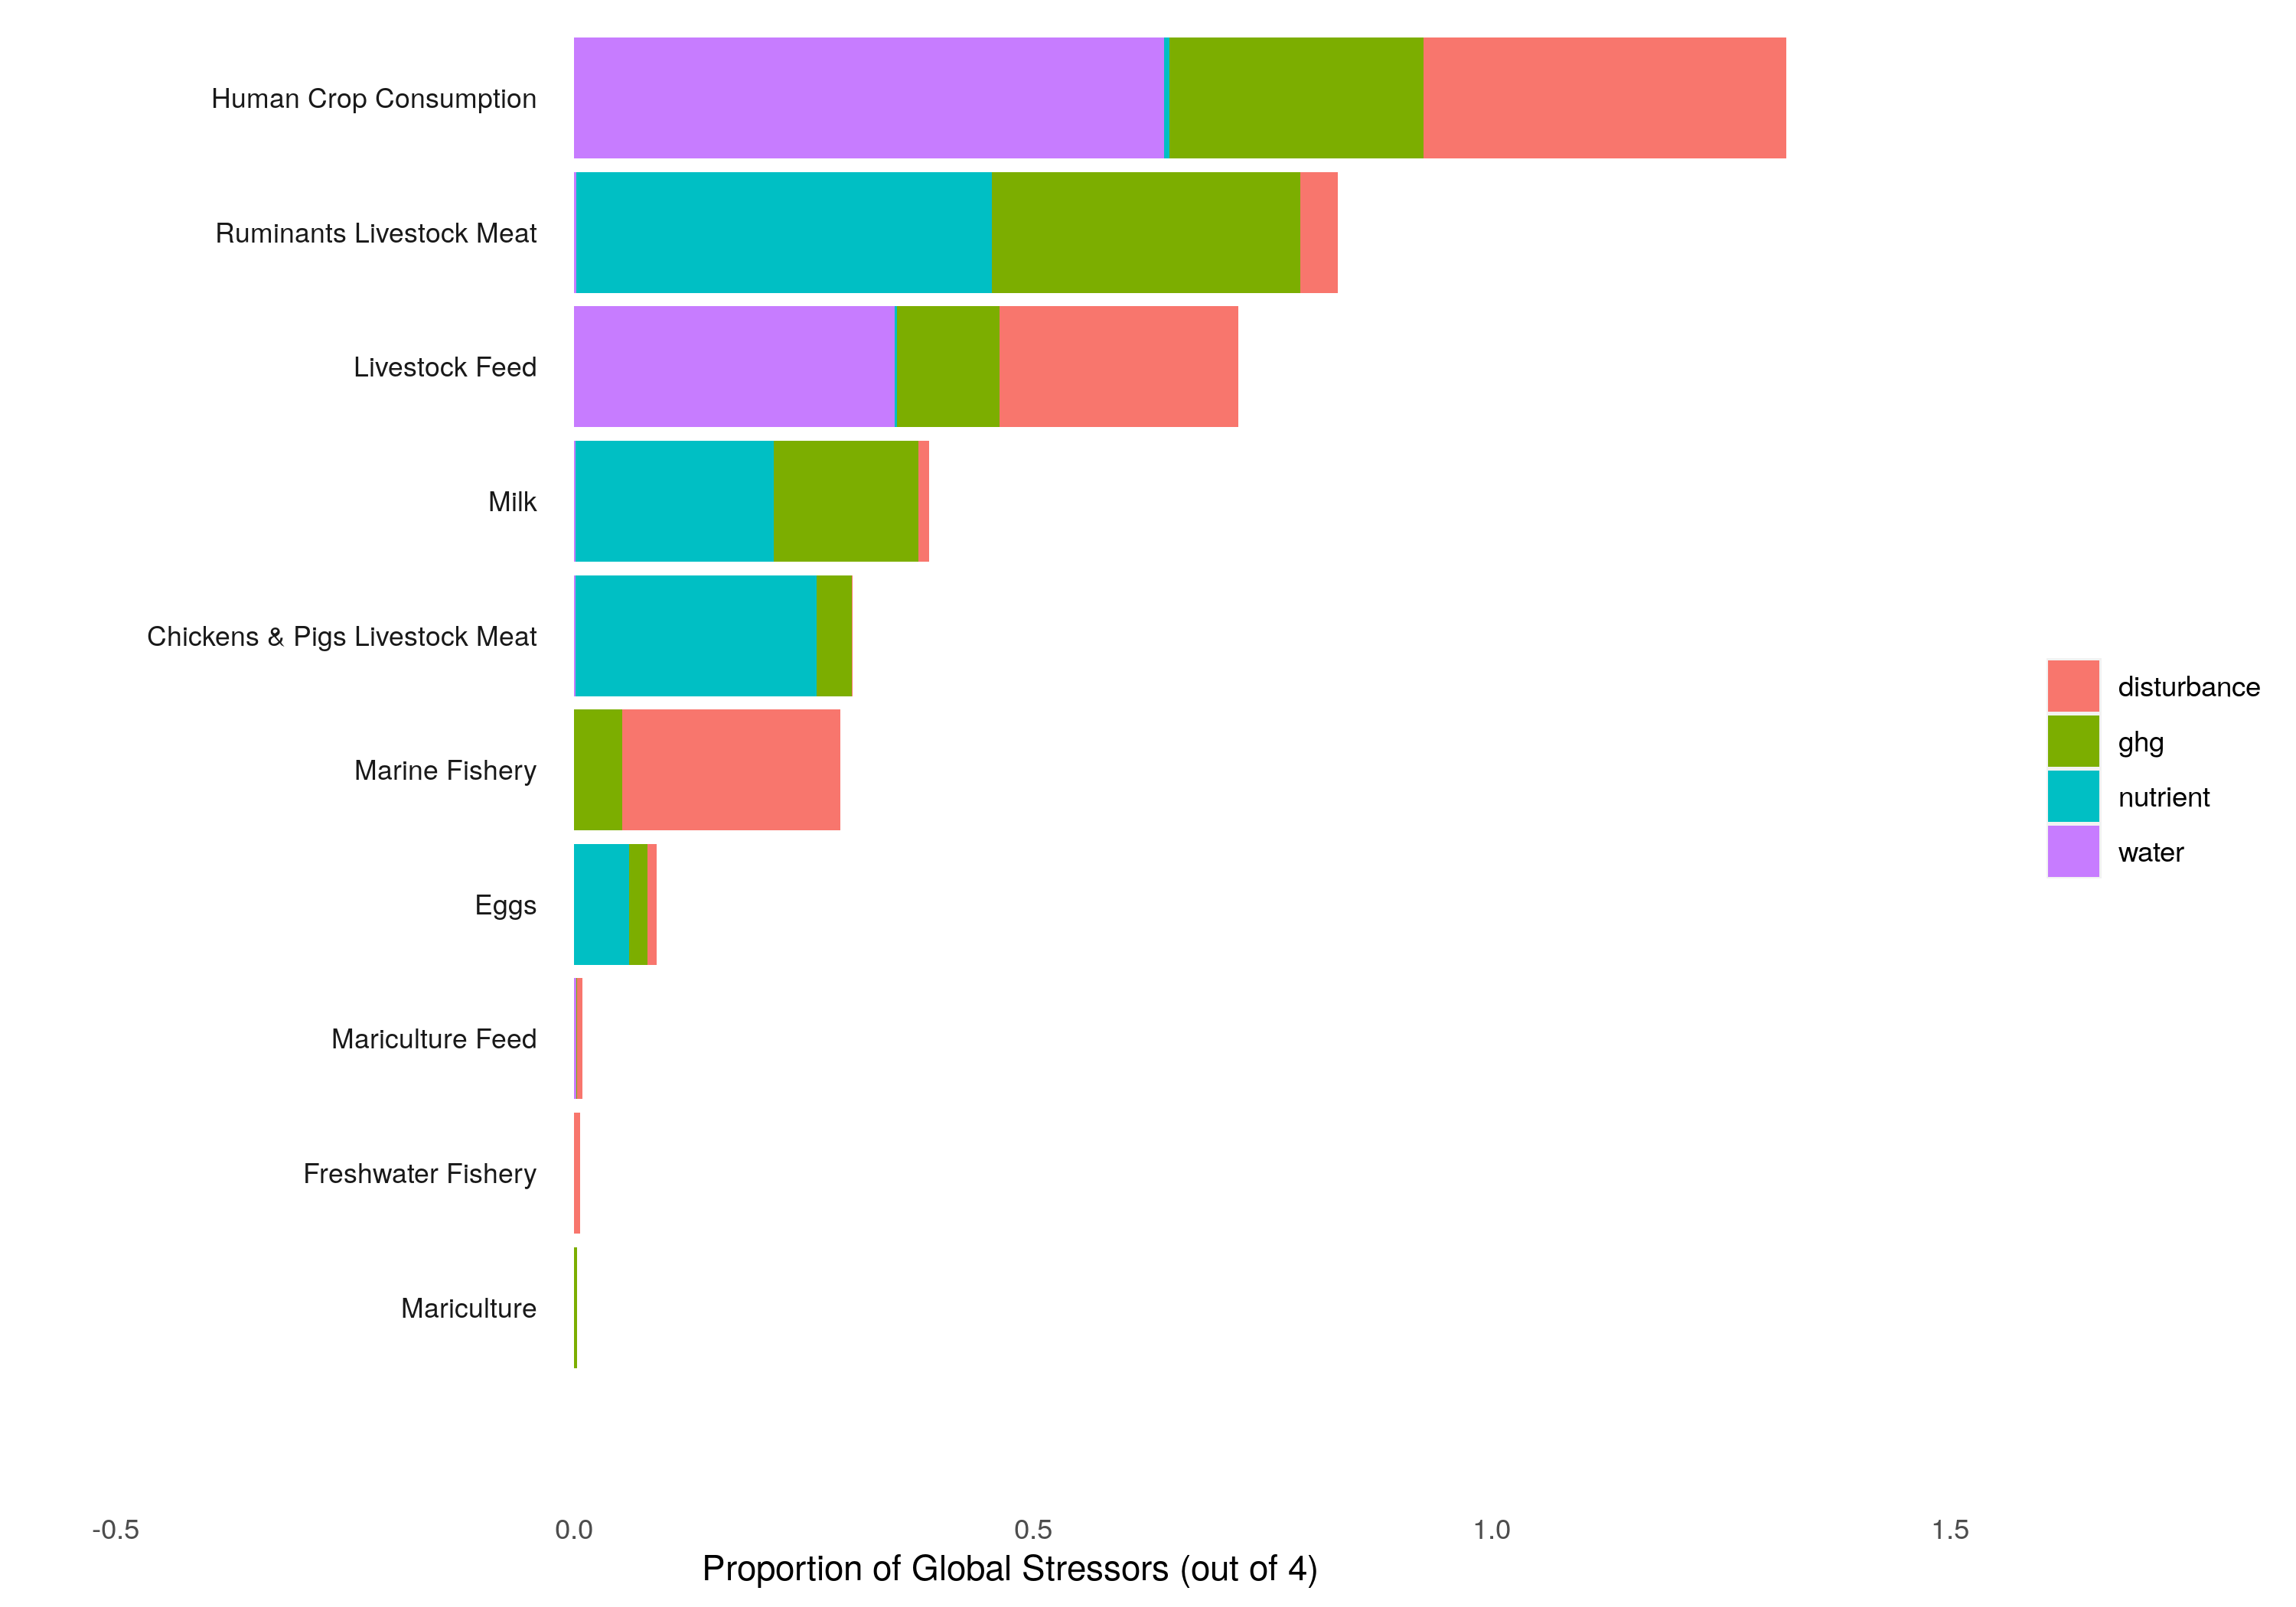 Human Crop Consumption
Ruminants Livestock Meat
Livestock Feed
Milk
Chickens & Pigs Livestock Meat
Marine Fishery
Eggs
Mariculture Feed
Freshwater Fishery
Mariculture
disturbance
ghg
nutrient
water
-0.5 0.0 0.5 1.0 1.5
Proportion of Global Stressors (out of 4)